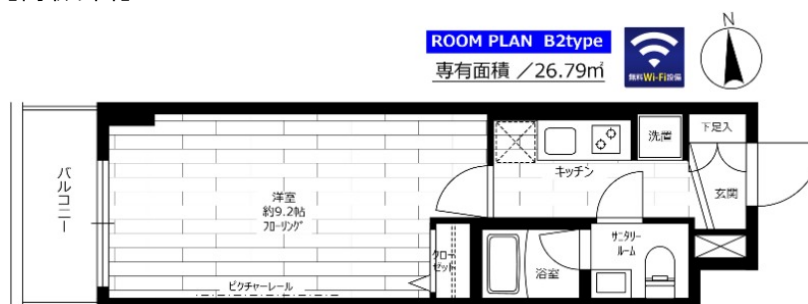 ROOM PLAN B2type
専有面積 ／26.79㎡
無料Wi-Fi設備
N
バルコニー
洋室
約9.2帖
フローリング
ピクチャーレール
クロー
ゼット
キッチン
洗置
下足入
玄関
浴室
サニタリー
ルーム